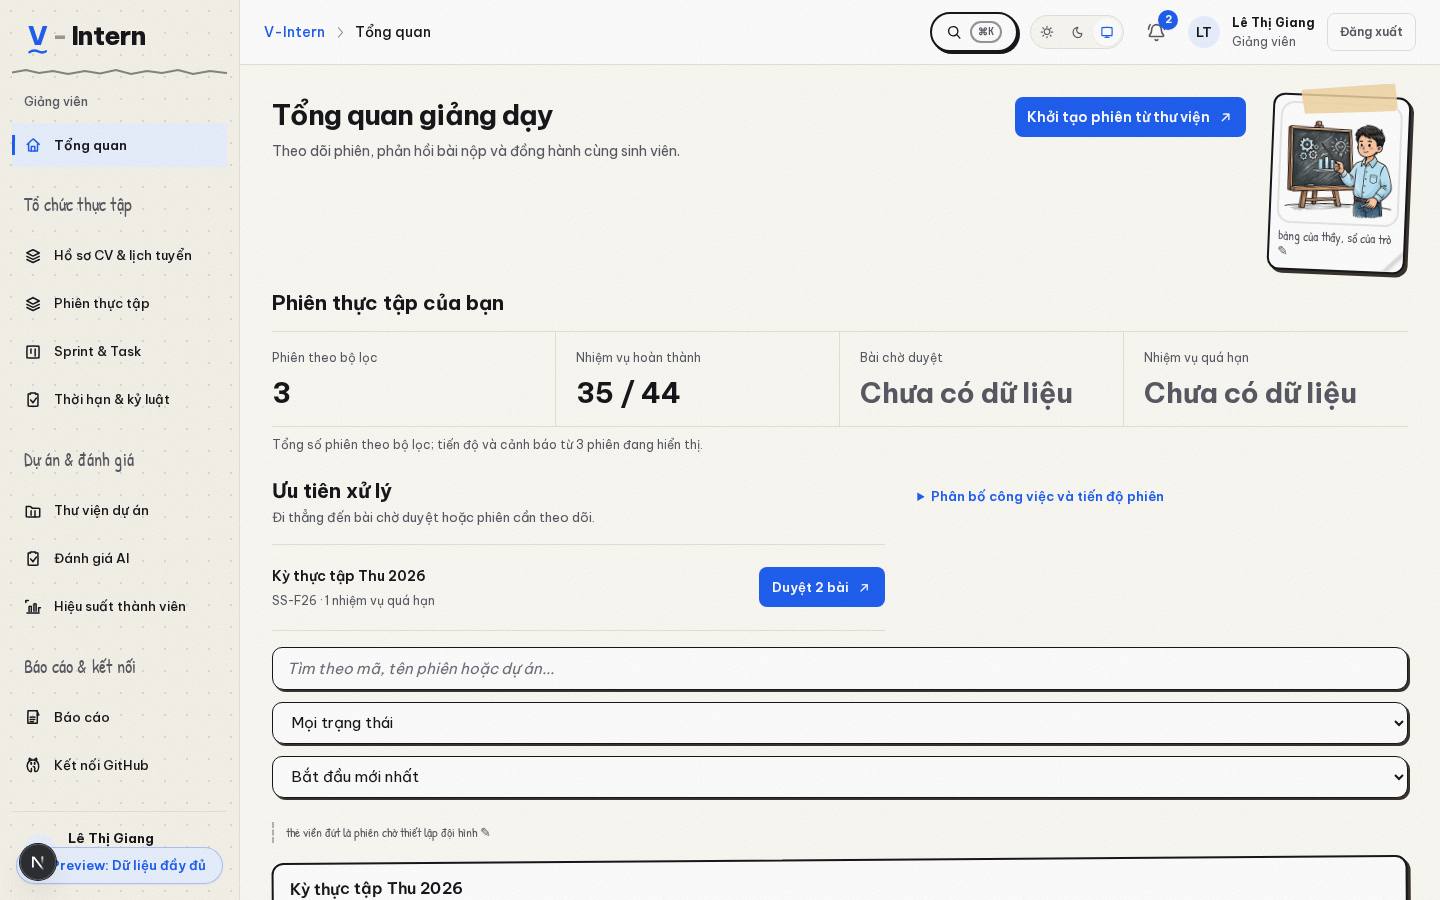 V - Intern
Giảng viên
Tổng quan
Tổ chức thực tập
Hồ sơ CV & lịch tuyển
Phiên thực tập
Sprint & Task
Thời hạn & kỷ luật
Dự án & đánh giá
Thư viện dự án
Đánh giá AI
Hiệu suất thành viên
Báo cáo & kết nối
Báo cáo
Kết nối GitHub
Lê Thị Giang
Preview: Dữ liệu đầy đủ
N
V-Intern > Tổng quan
⌘K
2
LT
Lê Thị Giang
Giảng viên
Đăng xuất
Tổng quan giảng dạy
Theo dõi phiên, phản hồi bài nộp và đồng hành cùng sinh viên.
Khởi tạo phiên từ thư viện
bảng của thầy, sổ của trò ✎
Phiên thực tập của bạn
Phiên theo bộ lọc
3
Nhiệm vụ hoàn thành
35 / 44
Bài chờ duyệt
Chưa có dữ liệu
Nhiệm vụ quá hạn
Chưa có dữ liệu
Tổng số phiên theo bộ lọc; tiến độ và cảnh báo từ 3 phiên đang hiển thị.
Ưu tiên xử lý
Đi thẳng đến bài chờ duyệt hoặc phiên cần theo dõi.
Phân bổ công việc và tiến độ phiên
Kỳ thực tập Thu 2026
SS-F26 · 1 nhiệm vụ quá hạn
Duyệt 2 bài
Tìm theo mã, tên phiên hoặc dự án...
Mọi trạng thái
Bắt đầu mới nhất
thẻ viền đứt là phiên chờ thiết lập đội hình ✎
Kỳ thực tập Thu 2026